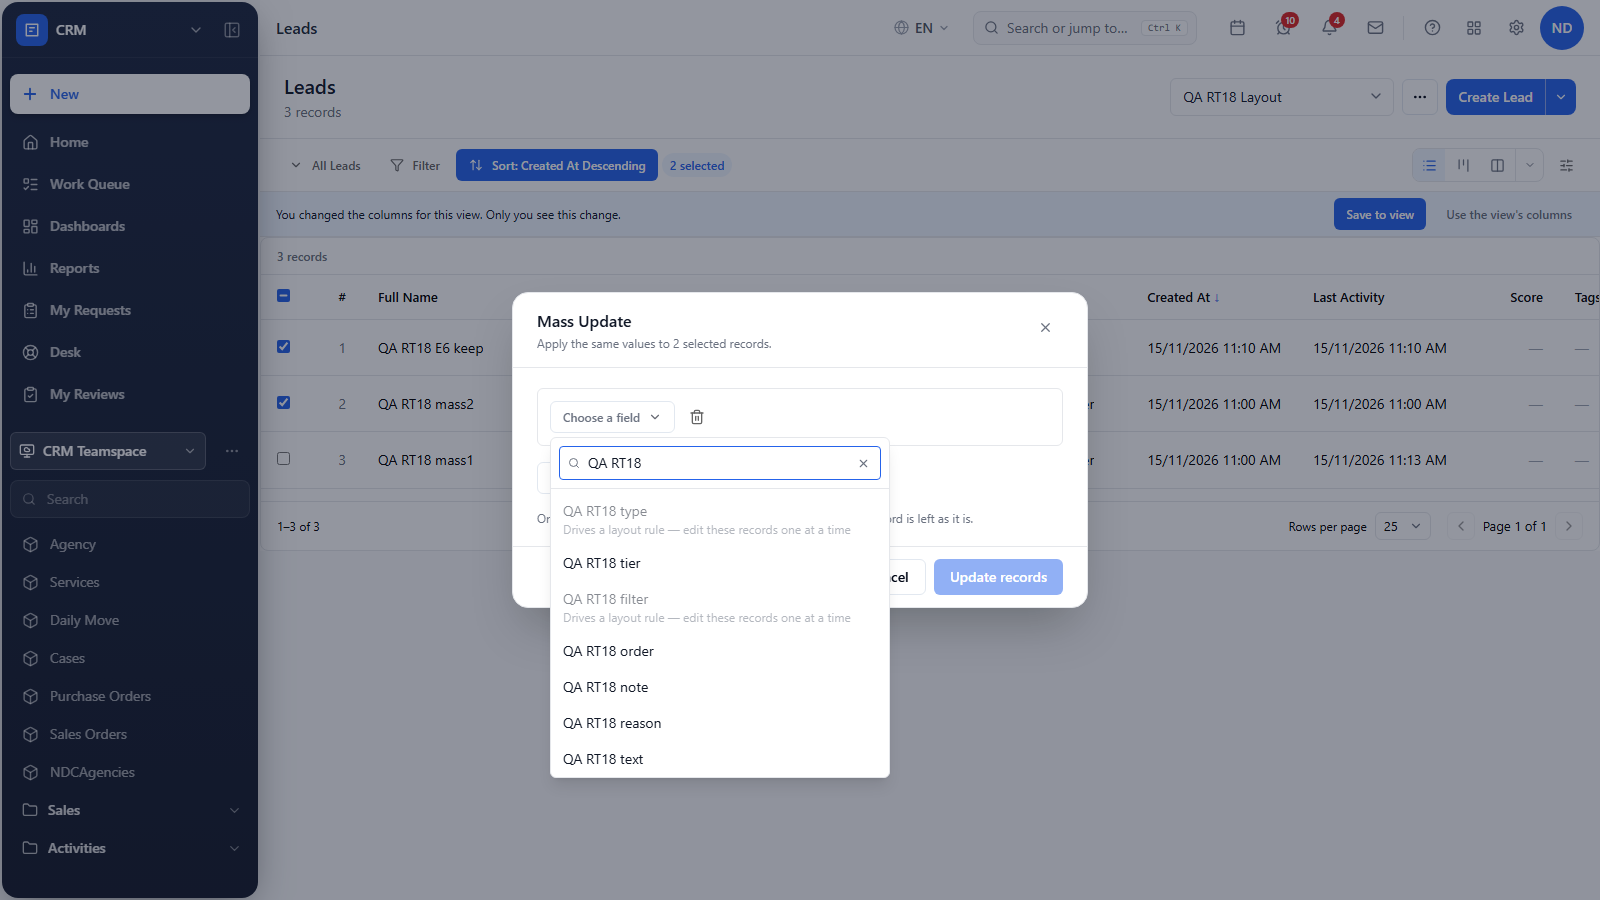 CRM
Leads
EN
Search or jump to...
Ctrl K
10
4
ND
New
Home
Work Queue
Dashboards
Reports
My Requests
Desk
My Reviews
CRM Teamspace
Search
Agency
Services
Daily Move
Cases
Purchase Orders
Sales Orders
NDCAgencies
Sales
Activities
Leads
3 records
QA RT18 Layout
Create Lead
All Leads
Filter
Sort: Created At Descending
2 selected
You changed the columns for this view. Only you see this change.
Save to view
Use the view's columns
3 records
# Full Name Created At ↓ Last Activity Score Tags
1 QA RT18 E6 keep 15/11/2026 11:10 AM 15/11/2026 11:10 AM — —
2 QA RT18 mass2 15/11/2026 11:00 AM 15/11/2026 11:00 AM — —
3 QA RT18 mass1 15/11/2026 11:00 AM 15/11/2026 11:13 AM — —
1–3 of 3
Rows per page 25
Page 1 of 1
Mass Update
Apply the same values to 2 selected records.
Choose a field
QA RT18
QA RT18 type
Drives a layout rule — edit these records one at a time
QA RT18 tier
QA RT18 filter
Drives a layout rule — edit these records one at a time
QA RT18 order
QA RT18 note
QA RT18 reason
QA RT18 text
rd is left as it is.
Update records